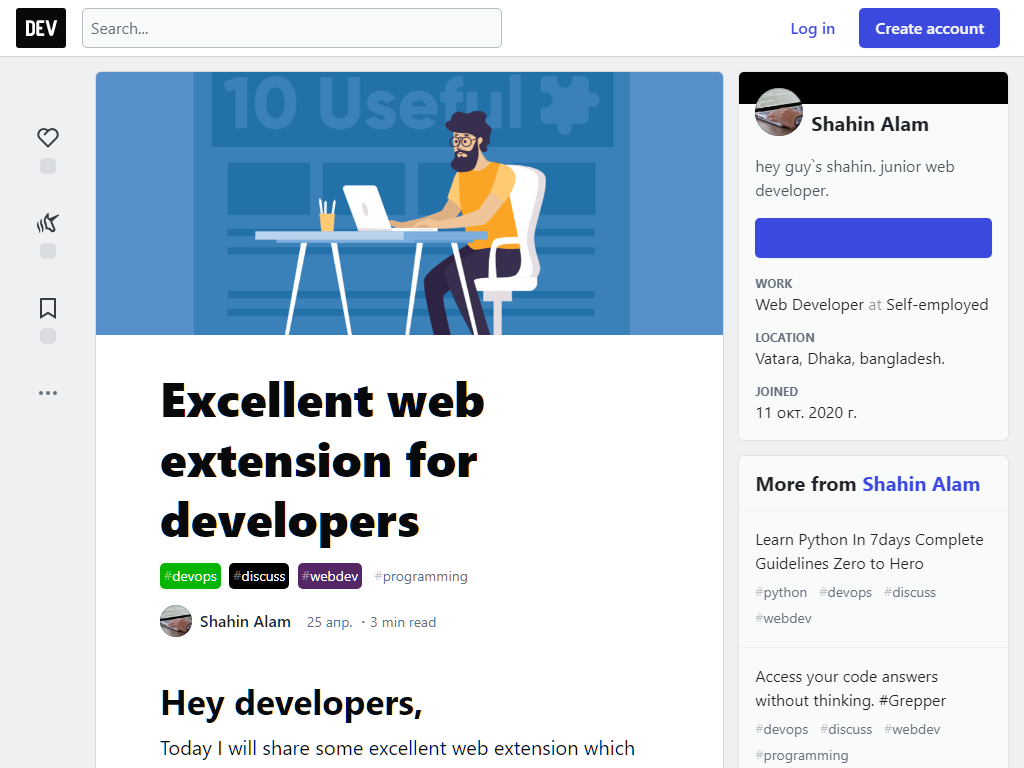 DEV
Search...
Log in
Create account
10 Useful
Excellent web
extension for
developers
#devops #discuss #webdev #programming
Shahin Alam 25 апр. · 3 min read
Hey developers,
Today I will share some excellent web extension which
Shahin Alam
hey guy`s shahin. junior web
developer.
WORK
Web Developer at Self-employed
LOCATION
Vatara, Dhaka, bangladesh.
JOINED
11 окт. 2020 г.
More from Shahin Alam
Learn Python In 7days Complete
Guidelines Zero to Hero
#python #devops #discuss
#webdev
Access your code answers
without thinking. #Grepper
#devops #discuss #webdev
#programming